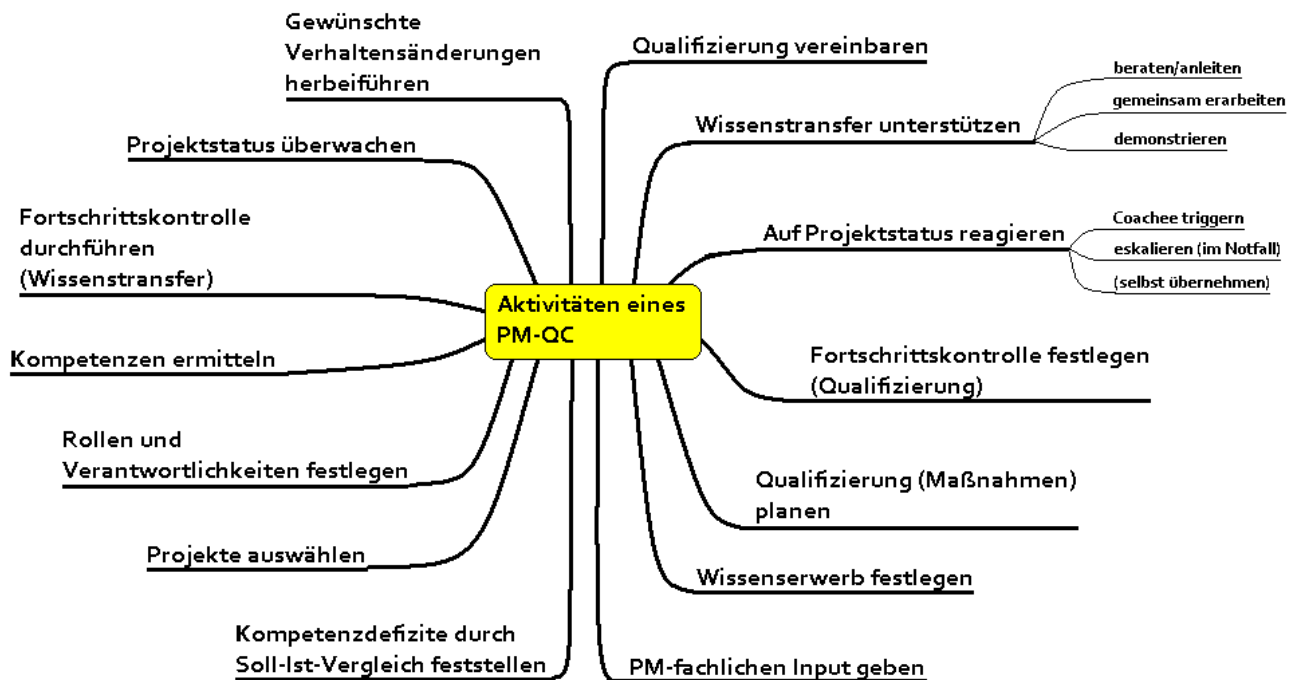 Gewünschte
Verhaltensänderungen
herbeiführen
Projektstatus überwachen
Fortschrittskontrolle
durchführen
(Wissenstransfer)
Kompetenzen ermitteln
Rollen und
Verantwortlichkeiten festlegen
Projekte auswählen
Kompetenzdefizite durch
Soll-Ist-Vergleich feststellen
Aktivitäten eines
PM-QC
Qualifizierung vereinbaren
Wissenstransfer unterstützen
beraten/anleiten
gemeinsam erarbeiten
demonstrieren
Auf Projektstatus reagieren
Coachee triggern
eskalieren (im Notfall)
(selbst übernehmen)
Fortschrittskontrolle festlegen
(Qualifizierung)
Qualifizierung (Maßnahmen)
planen
Wissenserwerb festlegen
PM-fachlichen Input geben